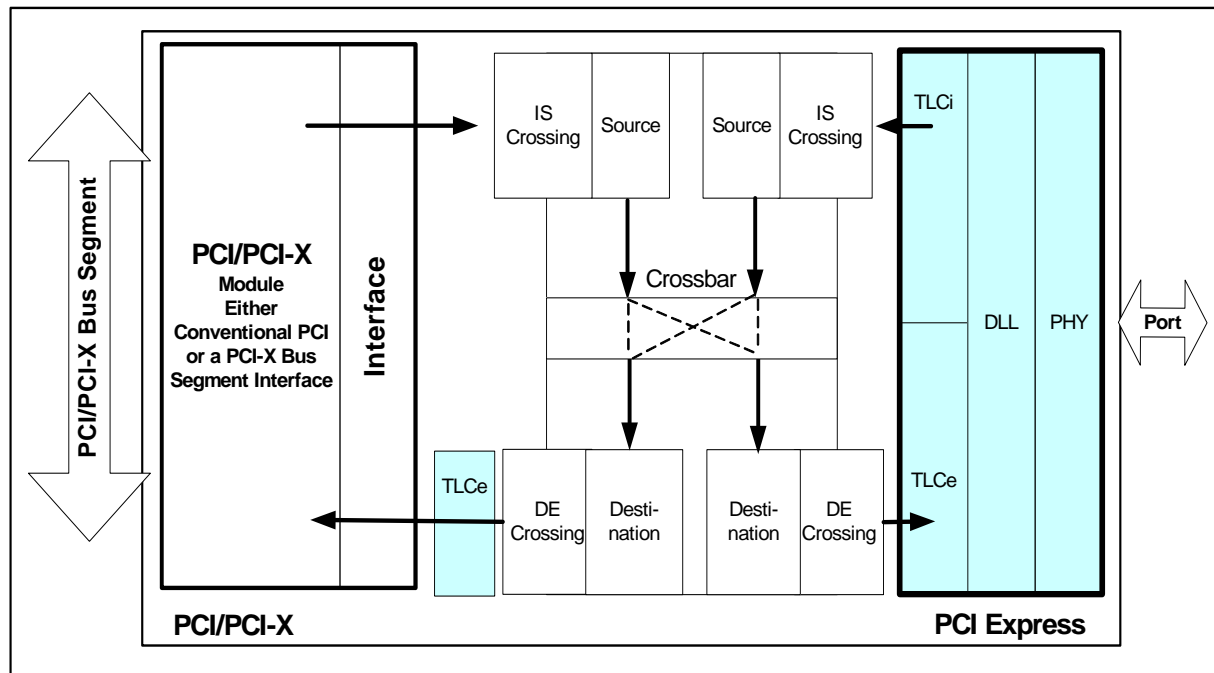 PCI/PCI-X Bus Segment
PCI/PCI-X
Module
Either
Conventional PCI
or a PCI-X Bus
Segment Interface
Interface
IS
Crossing
Source
Source
IS
Crossing
TLCi
Crossbar
DLL
PHY
Port
TLCe
DE
Crossing
Desti-
nation
Desti-
nation
DE
Crossing
TLCe
PCI/PCI-X
PCI Express